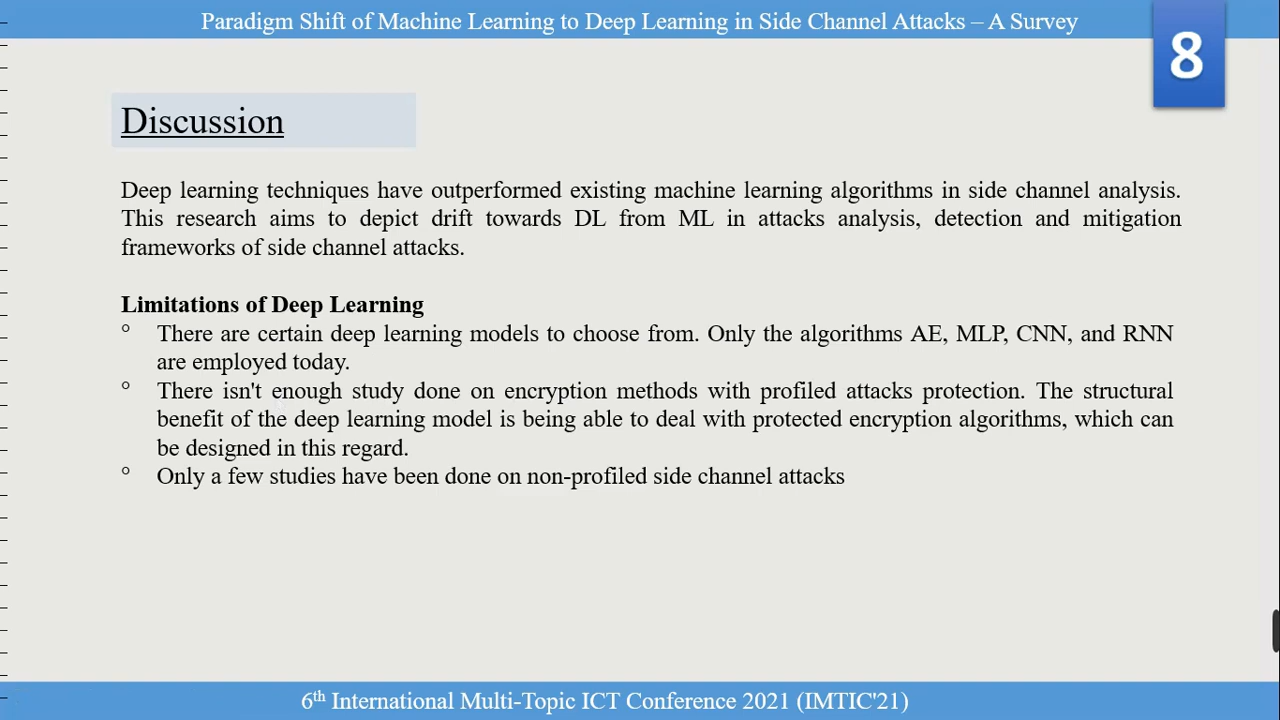 Paradigm Shift of Machine Learning to Deep Learning in Side Channel Attacks – A Survey
8
Discussion
Deep learning techniques have outperformed existing machine learning algorithms in side channel analysis.
This research aims to depict drift towards DL from ML in attacks analysis, detection and mitigation
frameworks of side channel attacks.
Limitations of Deep Learning
° There are certain deep learning models to choose from. Only the algorithms AE, MLP, CNN, and RNN
are employed today.
° There isn't enough study done on encryption methods with profiled attacks protection. The structural
benefit of the deep learning model is being able to deal with protected encryption algorithms, which can
be designed in this regard.
° Only a few studies have been done on non-profiled side channel attacks
6th International Multi-Topic ICT Conference 2021 (IMTIC'21)